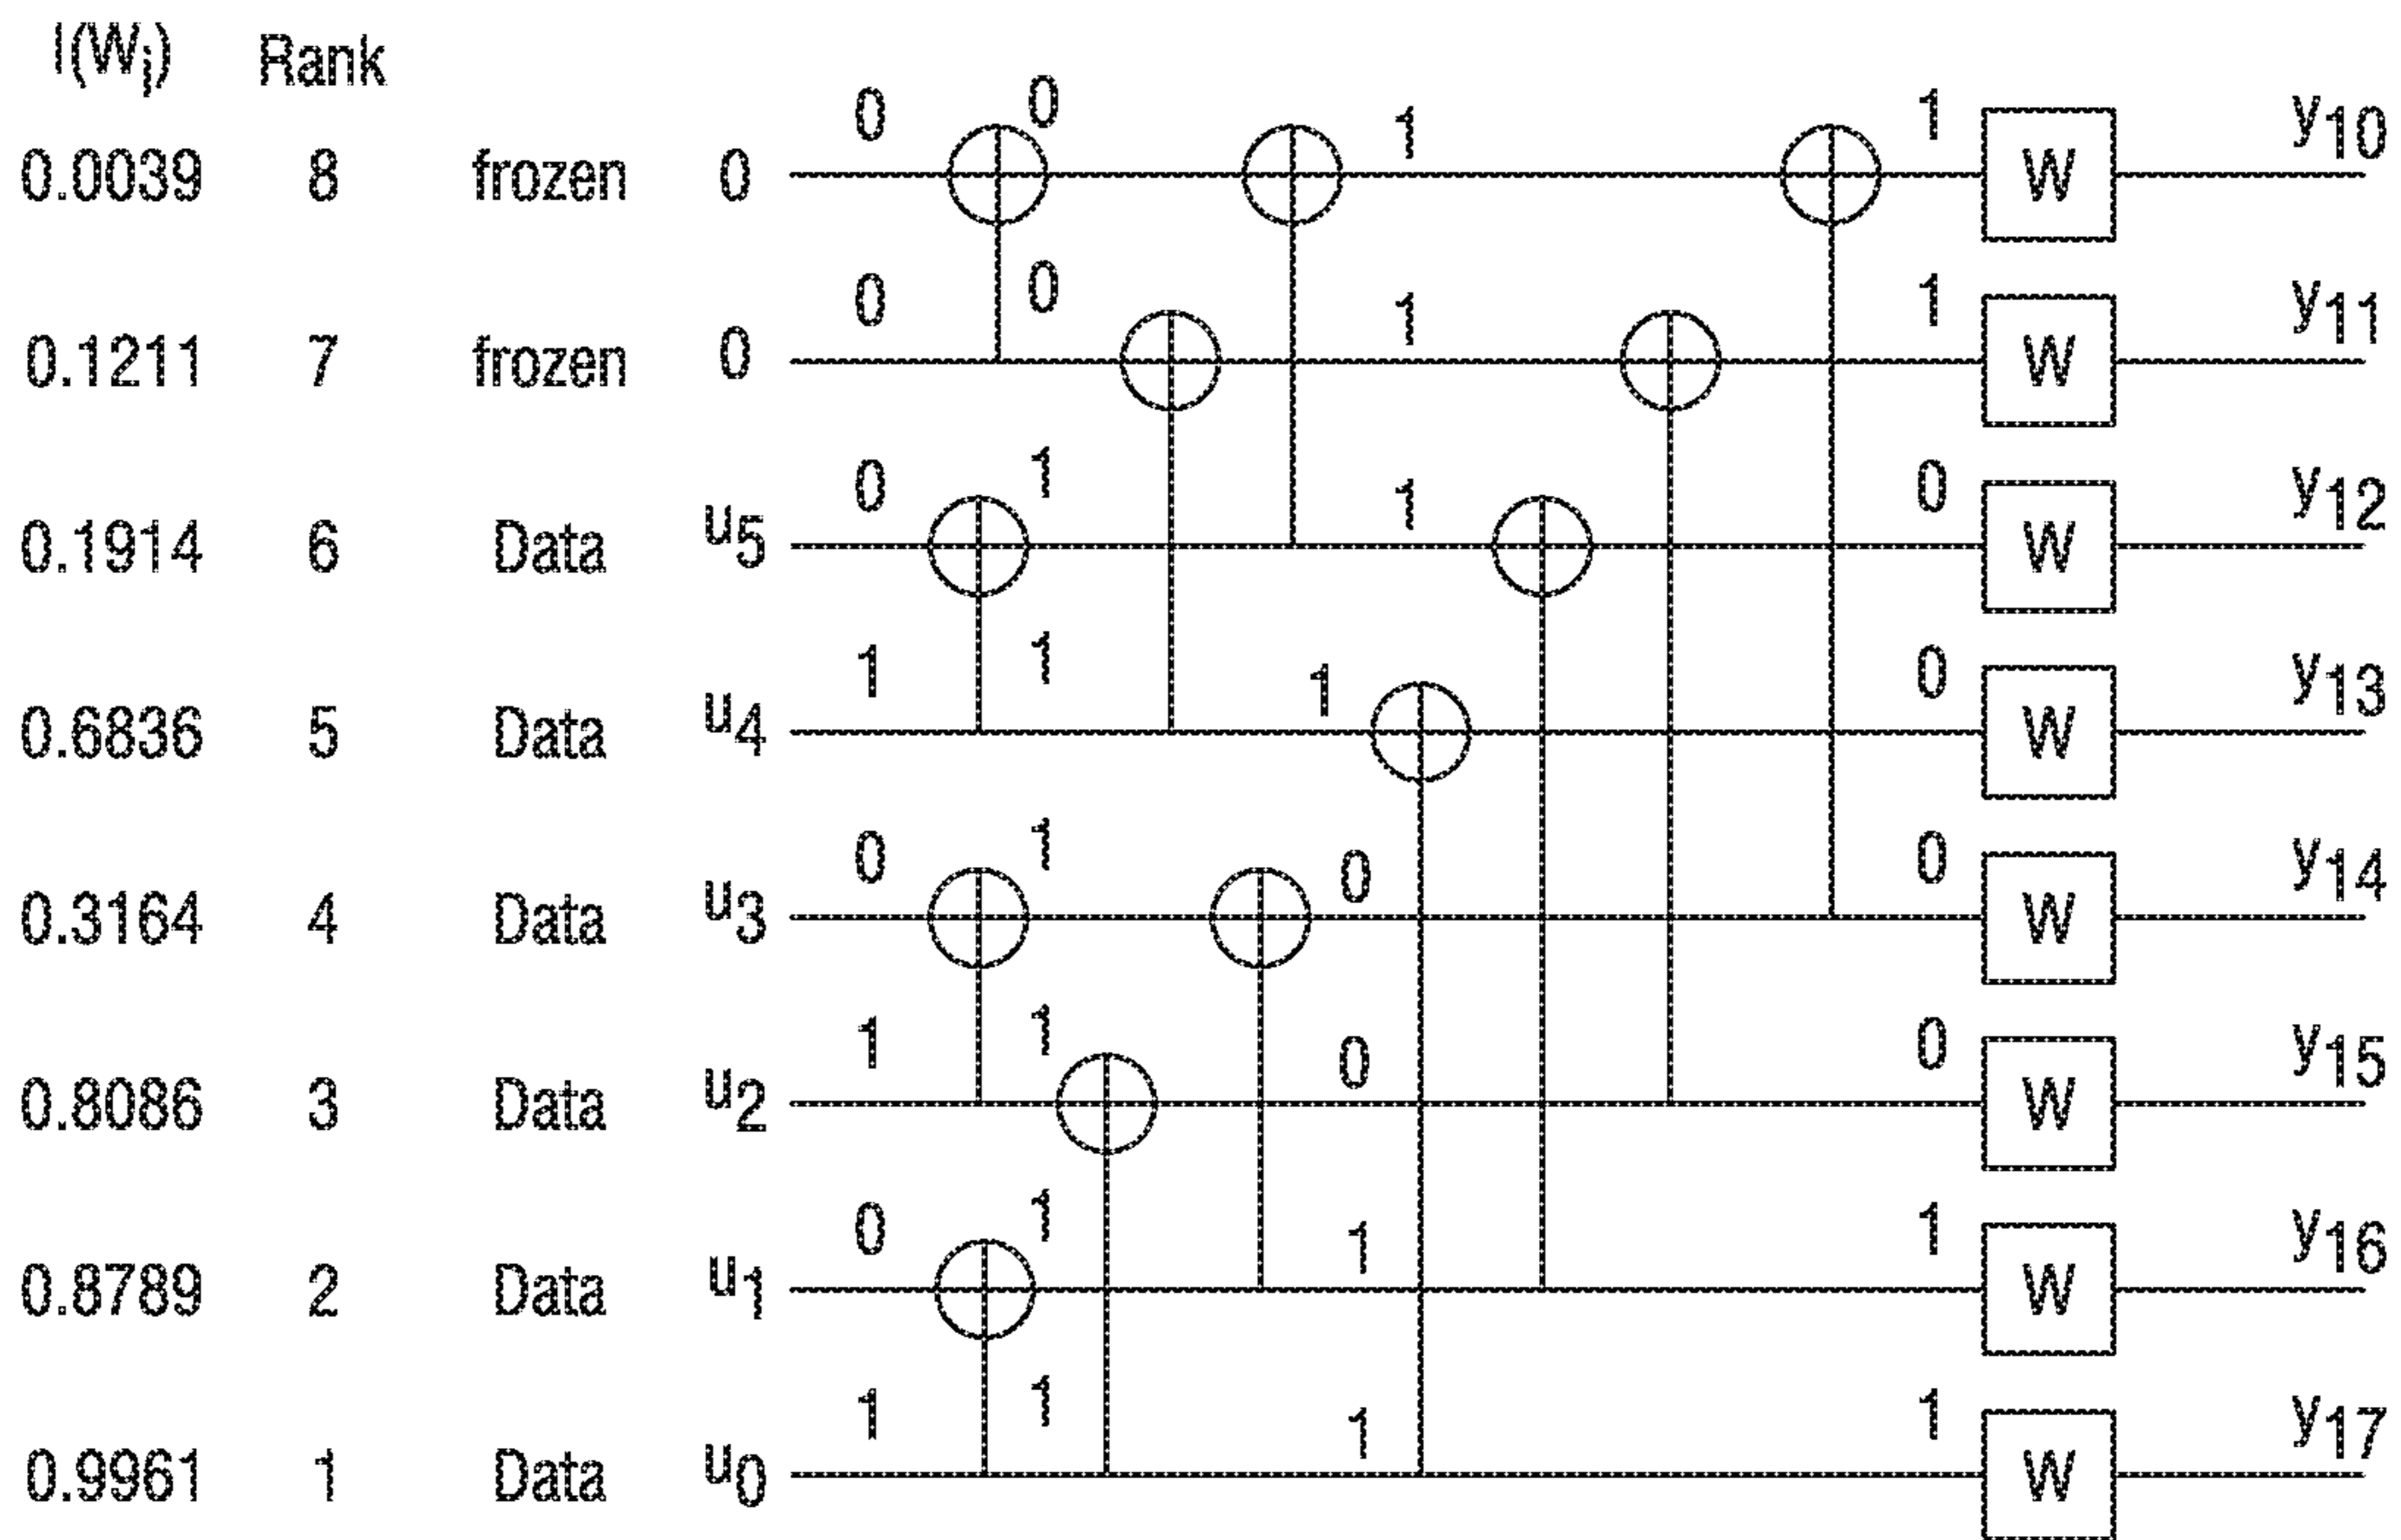 I(Wj) Rank
0 0 1 1 y10
0.0039 8 frozen 0 W
0 0 1 1 y11
0.1211 7 frozen 0 W
0 1 1 0 y12
0.1914 6 Data u5 W
1 1 1 0 y13
0.6836 5 Data u4 W
0 1 0 0 y14
0.3164 4 Data u3 W
1 1 0 0 y15
0.8086 3 Data u2 W
0 1 1 1 y16
0.8789 2 Data u1 W
1 1 1 1 y17
0.9961 1 Data u0 W